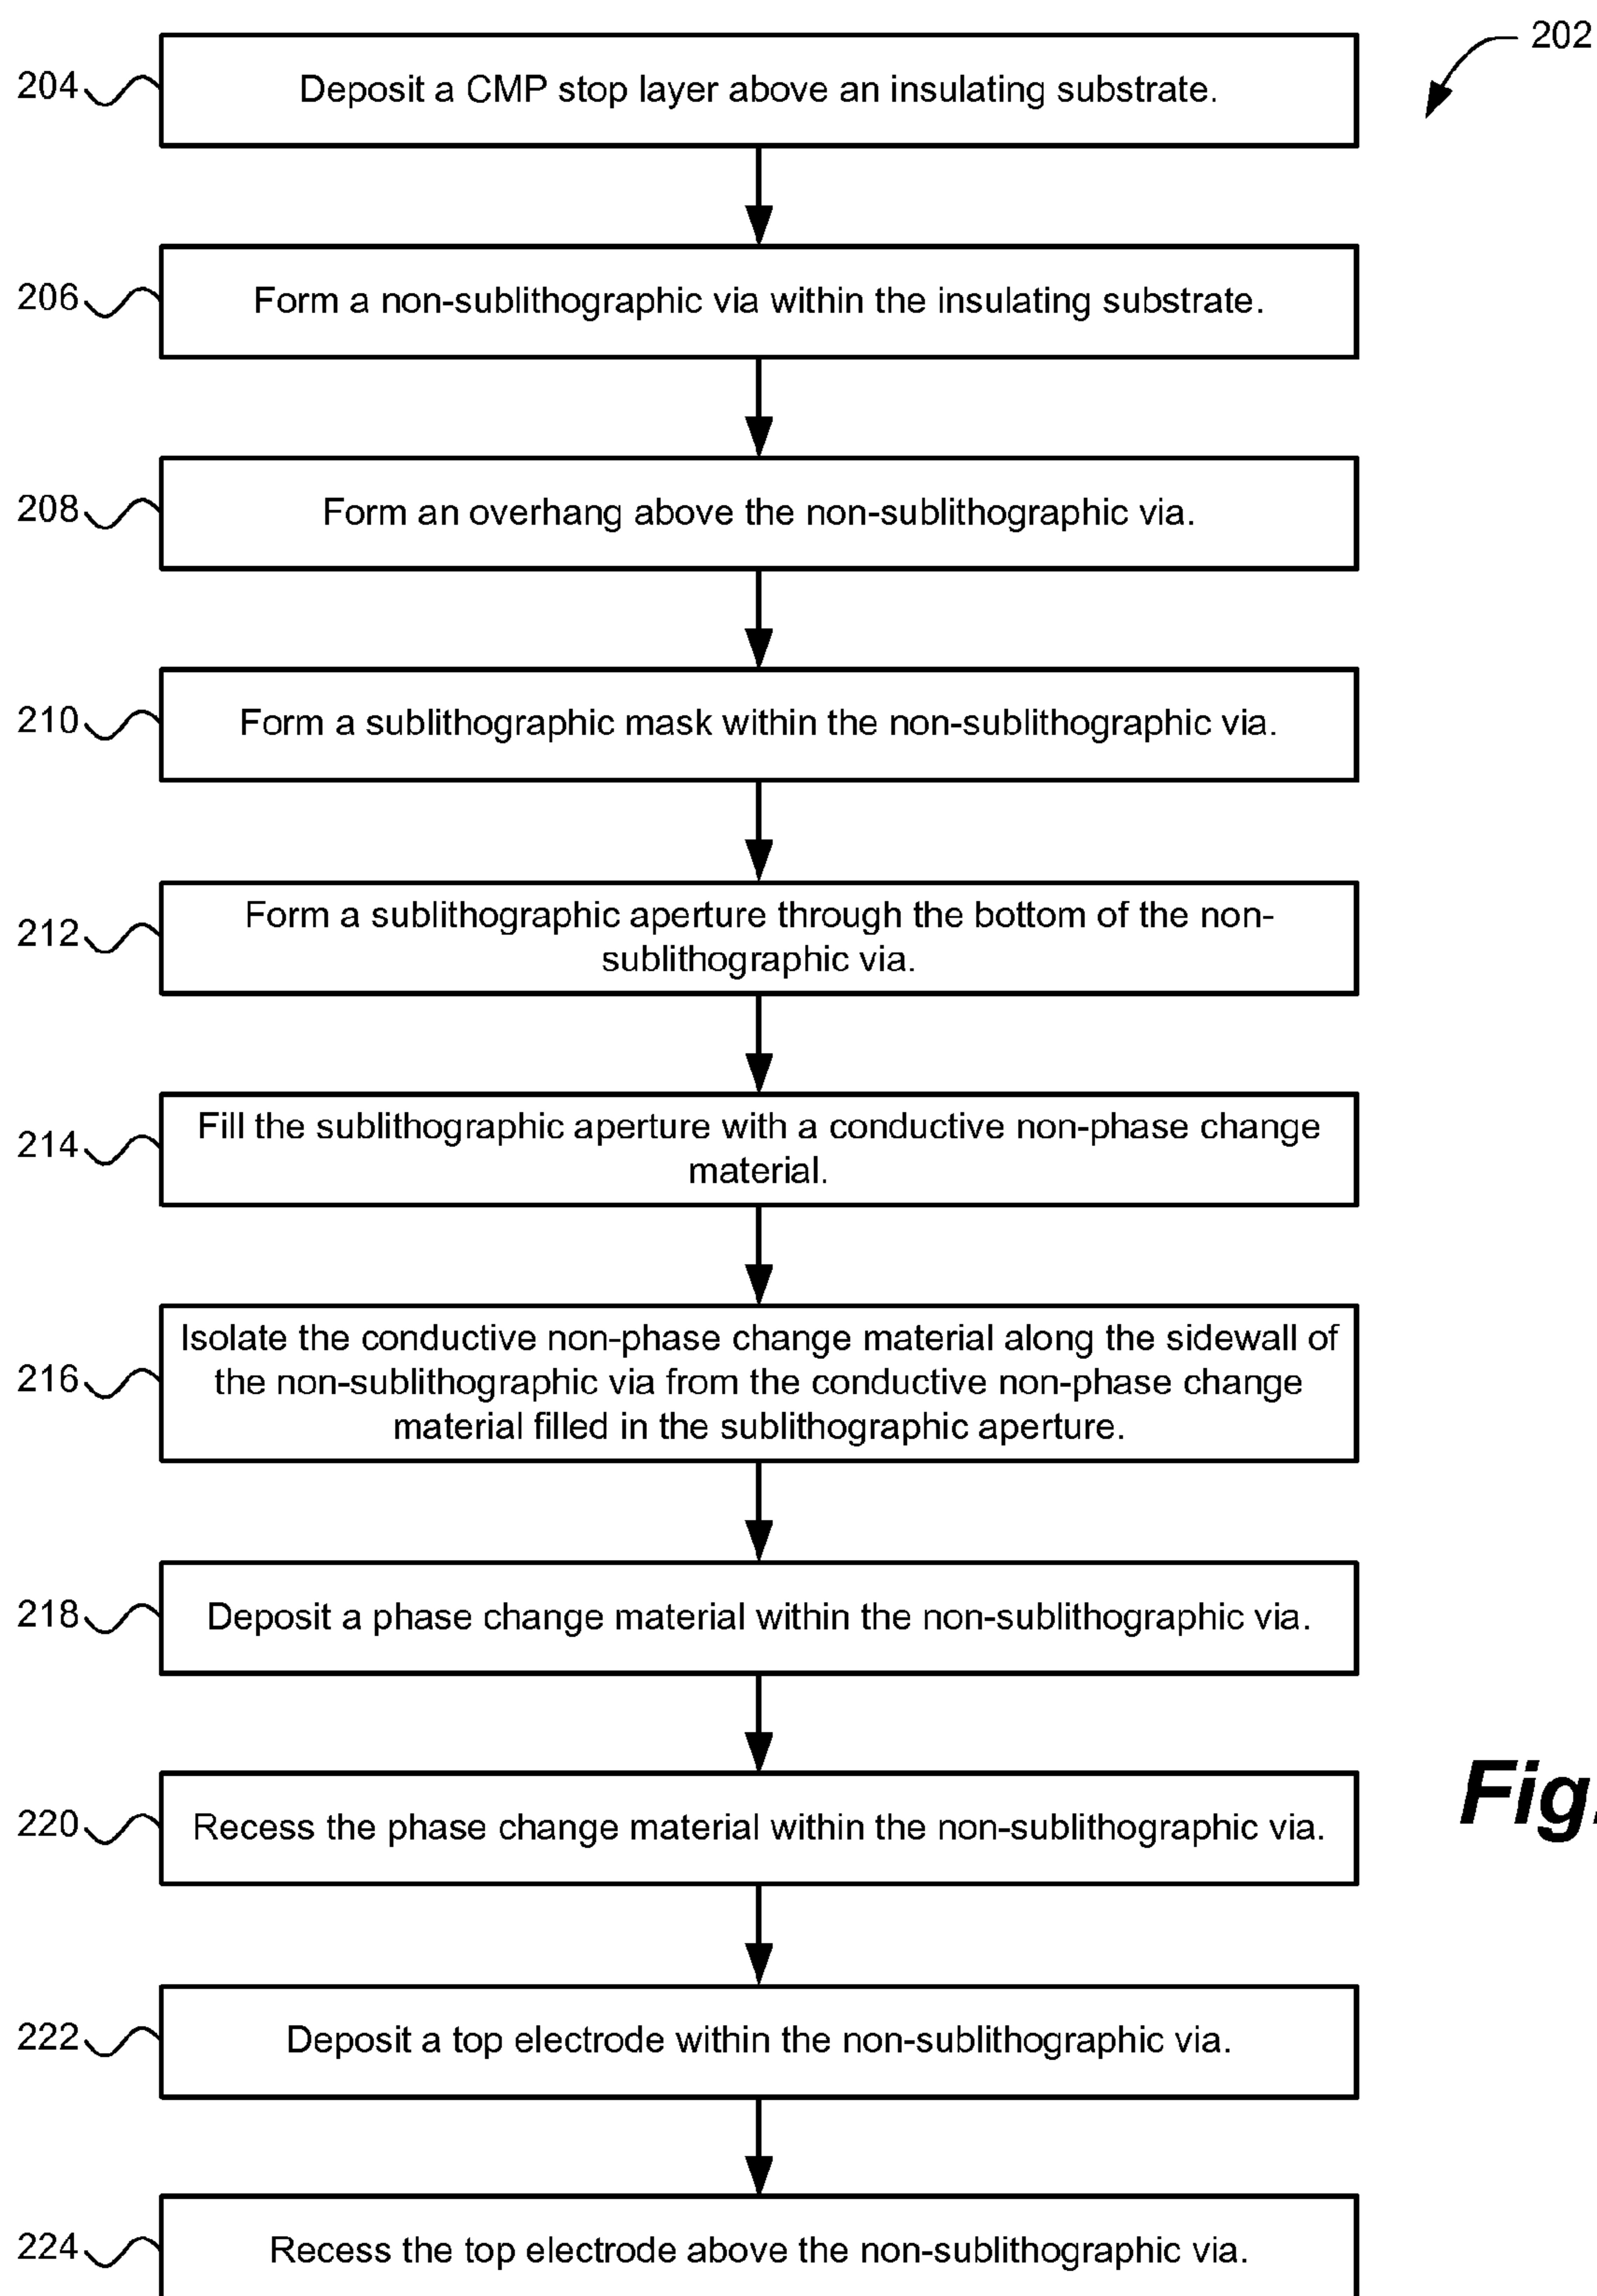 202
204
Deposit a CMP stop layer above an insulating substrate.
206
Form a non-sublithographic via within the insulating substrate.
208
Form an overhang above the non-sublithographic via.
210
Form a sublithographic mask within the non-sublithographic via.
212
Form a sublithographic aperture through the bottom of the non-
sublithographic via.
214
Fill the sublithographic aperture with a conductive non-phase change
material.
216
Isolate the conductive non-phase change material along the sidewall of
the non-sublithographic via from the conductive non-phase change
material filled in the sublithographic aperture.
218
Deposit a phase change material within the non-sublithographic via.
220
Recess the phase change material within the non-sublithographic via.
Fig.
222
Deposit a top electrode within the non-sublithographic via.
224
Recess the top electrode above the non-sublithographic via.